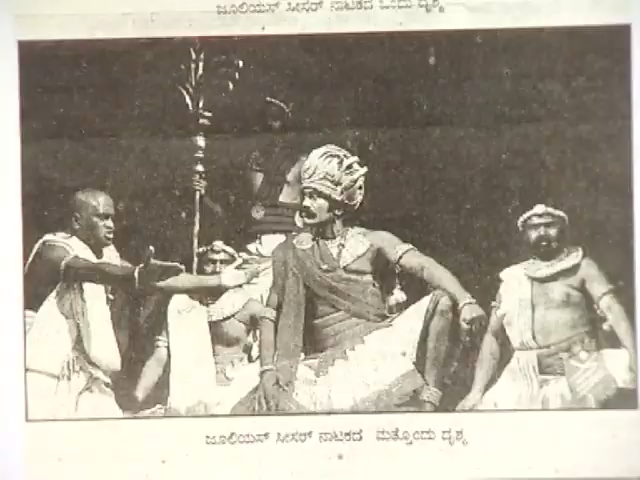 ಜೂಲಿಯಸ್ ಸೀಸರ್ ನಾಟಕದ ಒಂದು ದೃಶ್ಯ
ಜೂಲಿಯಸ್ ಸೀಸರ್ ನಾಟಕದ ಮತ್ತೊಂದು ದೃಶ್ಯ